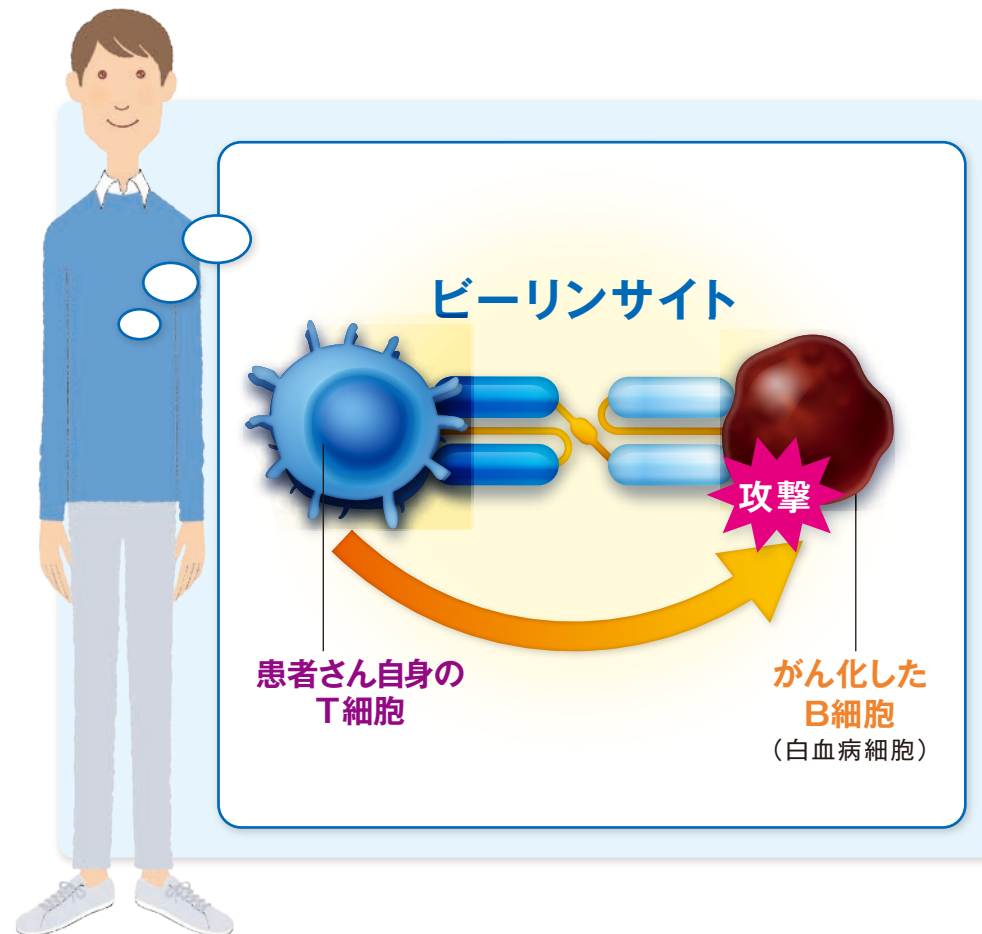 ビーリンサイト
攻撃
患者さん自身の
T細胞
がん化した
B細胞
（白血病細胞）